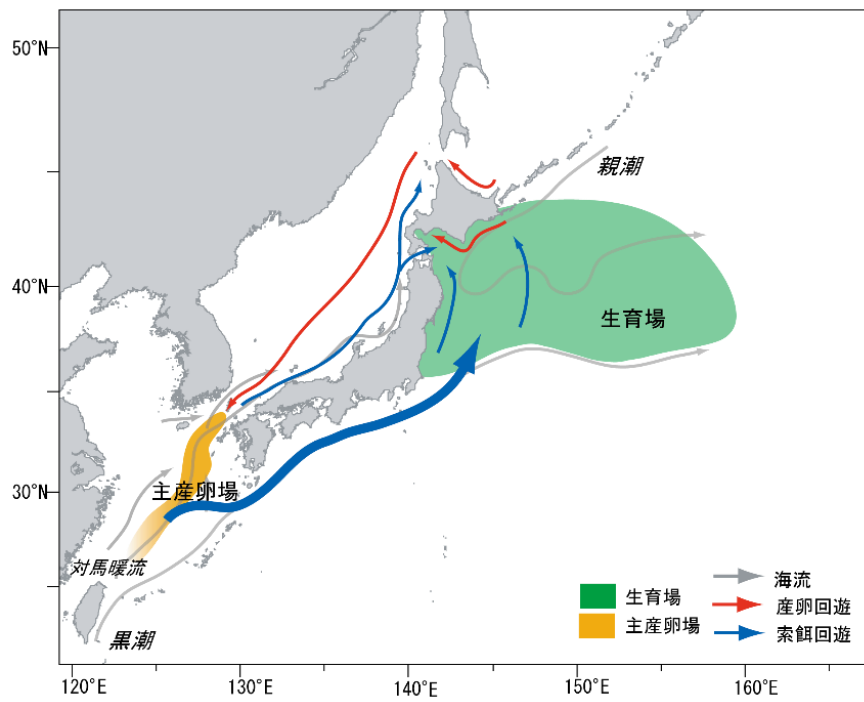 50°N
40°N
30°N
120°E
130°E
140°E
150°E
160°E
親潮
生育場
主産卵場
対馬暖流
黒潮
生育場
主産卵場
海流
産卵回遊
索餌回遊